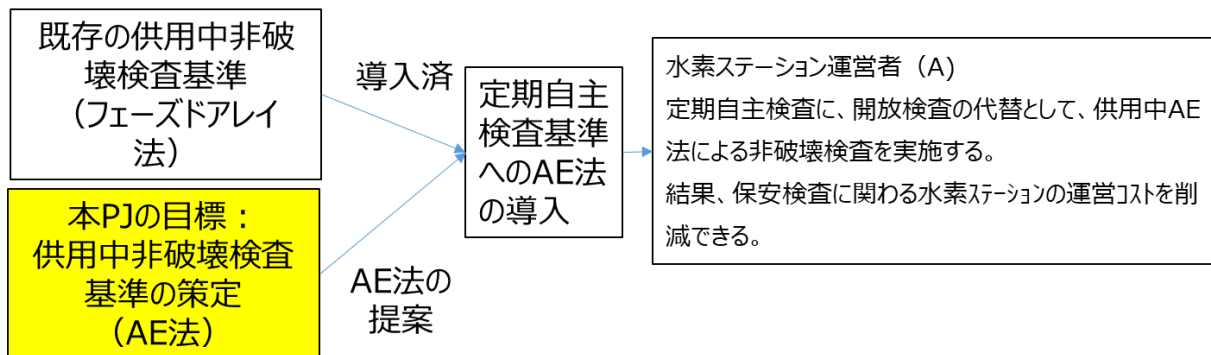 既存の供用中非破
壊検査基準
（フェーズドアレイ
法）
導入済
本PJの目標：
供用中非破壊検査
基準の策定
（AE法）
AE法の
提案
定期自主
検査基準
へのAE法
の導入
水素ステーション運営者（A)
定期自主検査に、開放検査の代替として、供用中AE
法による非破壊検査を実施する。
結果、保安検査に関わる水素ステーションの運営コストを削
減できる。